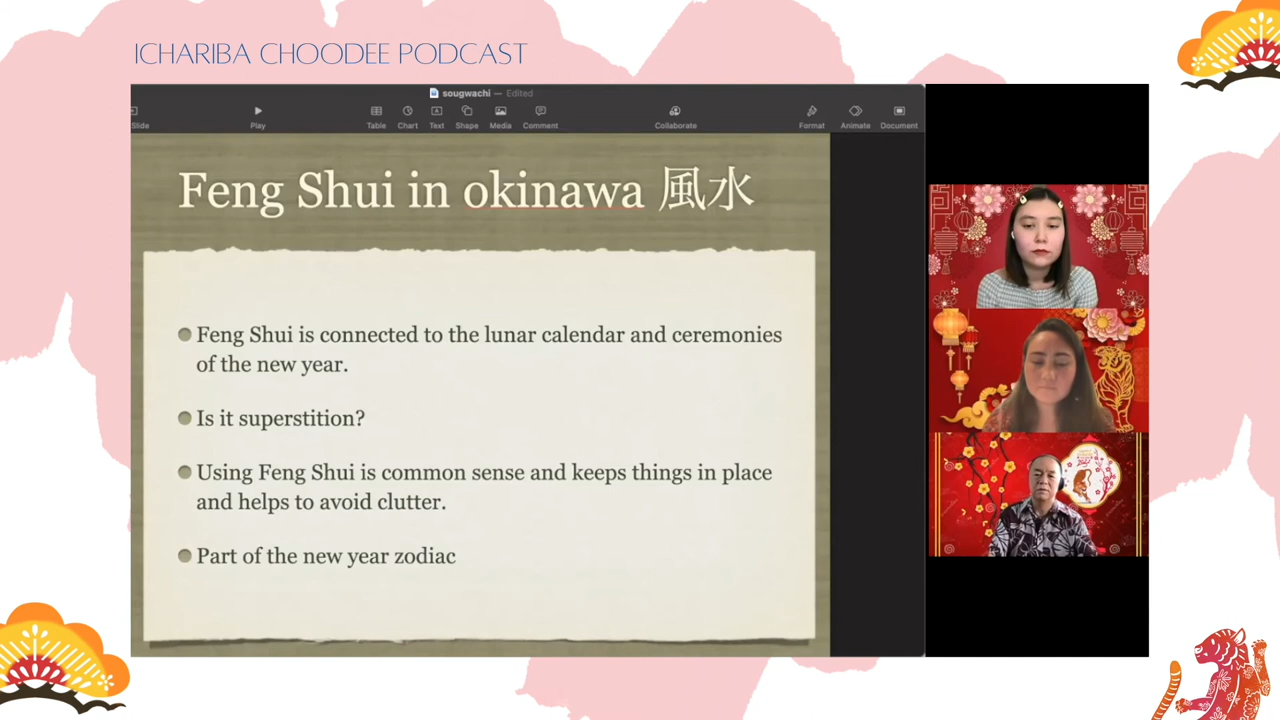 ICHARIBA CHOODEE PODCAST
sougwachi — Edited
Slide
Play
Table
Chart
Text
Shape
Media
Comment
Collaborate
Format
Animate
Document
Feng Shui in okinawa 風水
Feng Shui is connected to the lunar calendar and ceremonies
of the new year.
Is it superstition?
Using Feng Shui is common sense and keeps things in place
and helps to avoid clutter.
Part of the new year zodiac